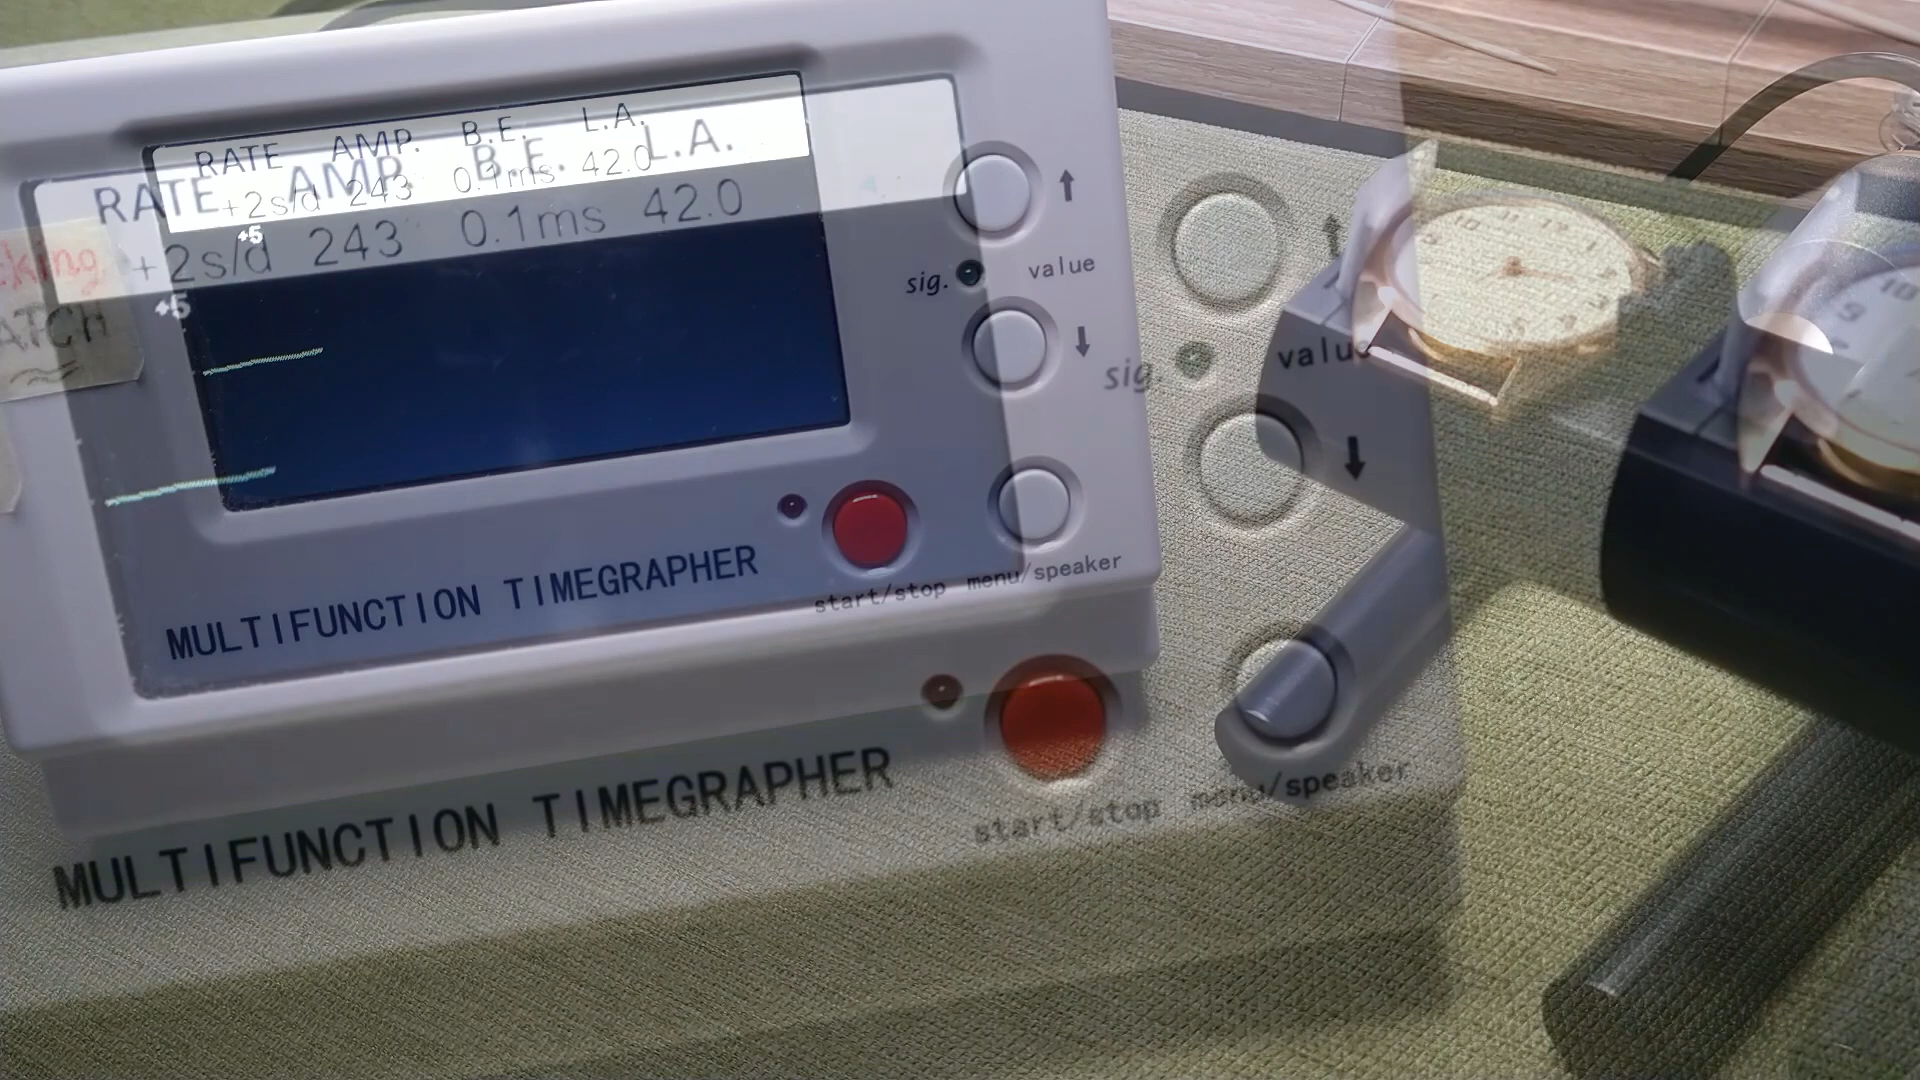 RATE AMP. B.E. L.A.
+2s/d 243 0.1ms 42.0
+5
RATE AMP. B.E. L.A.
+2s/d 243 0.1ms 42.0
+5
ATCH
sig. value
MULTIFUNCTION TIMEGRAPHER
start/stop menu/speaker
sig. value
MULTIFUNCTION TIMEGRAPHER
start/stop menu/speaker